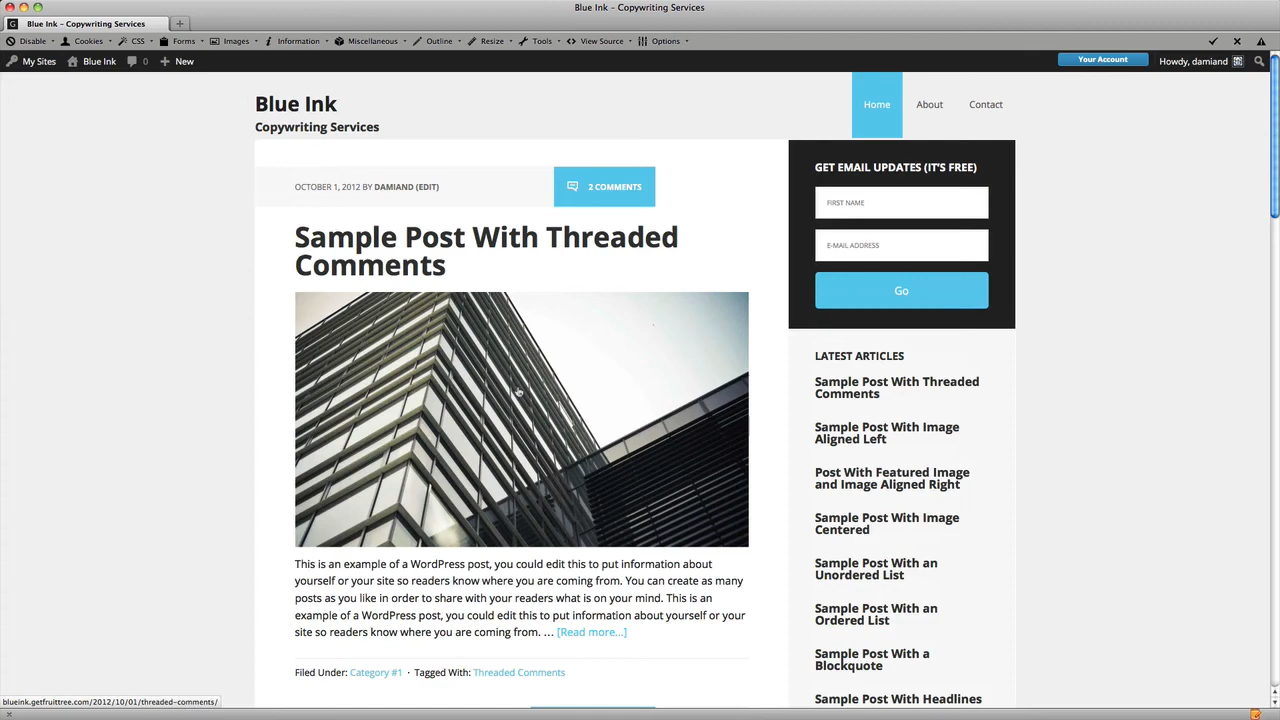 Blue Ink – Copywriting Services
Blue Ink – Copywriting Services
Disable Cookies CSS Forms Images Information Miscellaneous Outline Resize Tools View Source Options
My Sites Blue Ink 0 New Your Account Howdy, damiand
Blue Ink
Copywriting Services
Home About Contact
OCTOBER 1, 2012 BY DAMIAND (EDIT)
2 COMMENTS
Sample Post With Threaded
Comments
This is an example of a WordPress post, you could edit this to put information about
yourself or your site so readers know where you are coming from. You can create as many
posts as you like in order to share with your readers what is on your mind. This is an
example of a WordPress post, you could edit this to put information about yourself or your
site so readers know where you are coming from. … [Read more...]
Filed Under: Category #1 · Tagged With: Threaded Comments
GET EMAIL UPDATES (IT'S FREE)
FIRST NAME
E-MAIL ADDRESS
Go
LATEST ARTICLES
Sample Post With Threaded
Comments
Sample Post With Image
Aligned Left
Post With Featured Image
and Image Aligned Right
Sample Post With Image
Centered
Sample Post With an
Unordered List
Sample Post With an
Ordered List
Sample Post With a
Blockquote
Sample Post With Headlines
blueink.getfruittree.com/2012/10/01/threaded-comments/